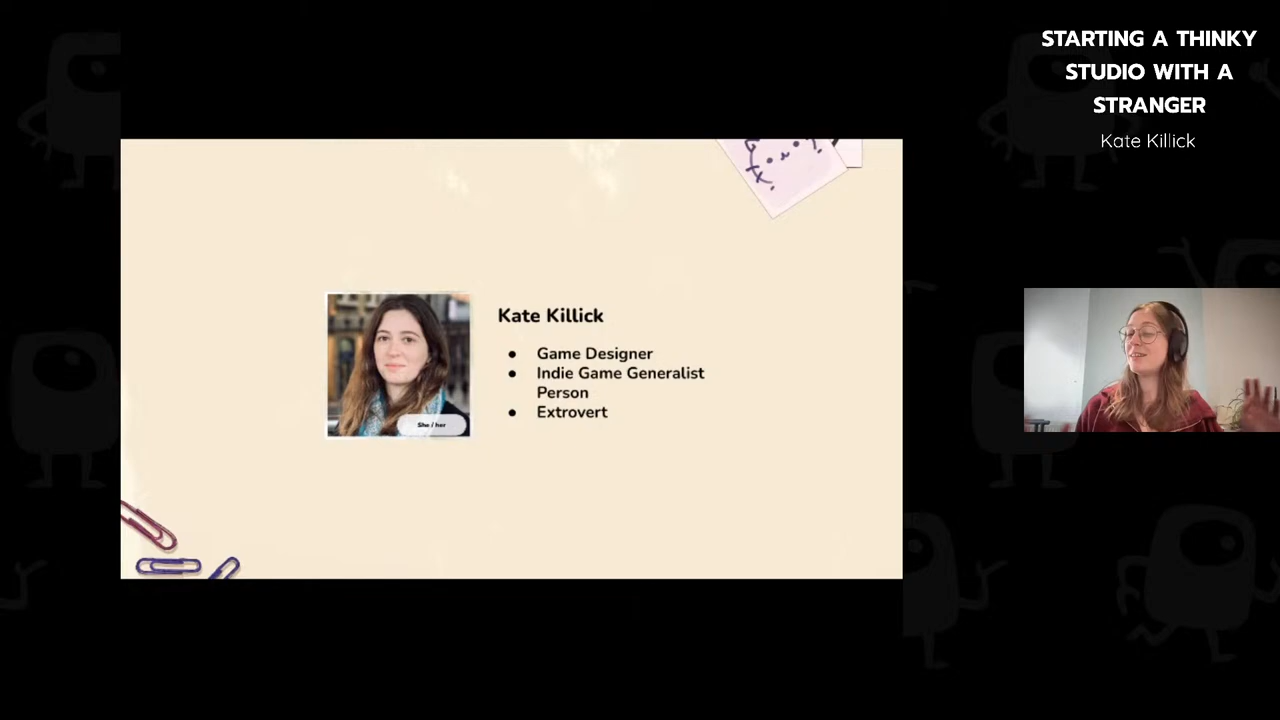 STARTING A THINKY
STUDIO WITH A
STRANGER
Kate Killick
Kate Killick
● Game Designer
● Indie Game Generalist
Person
● Extrovert
She / her